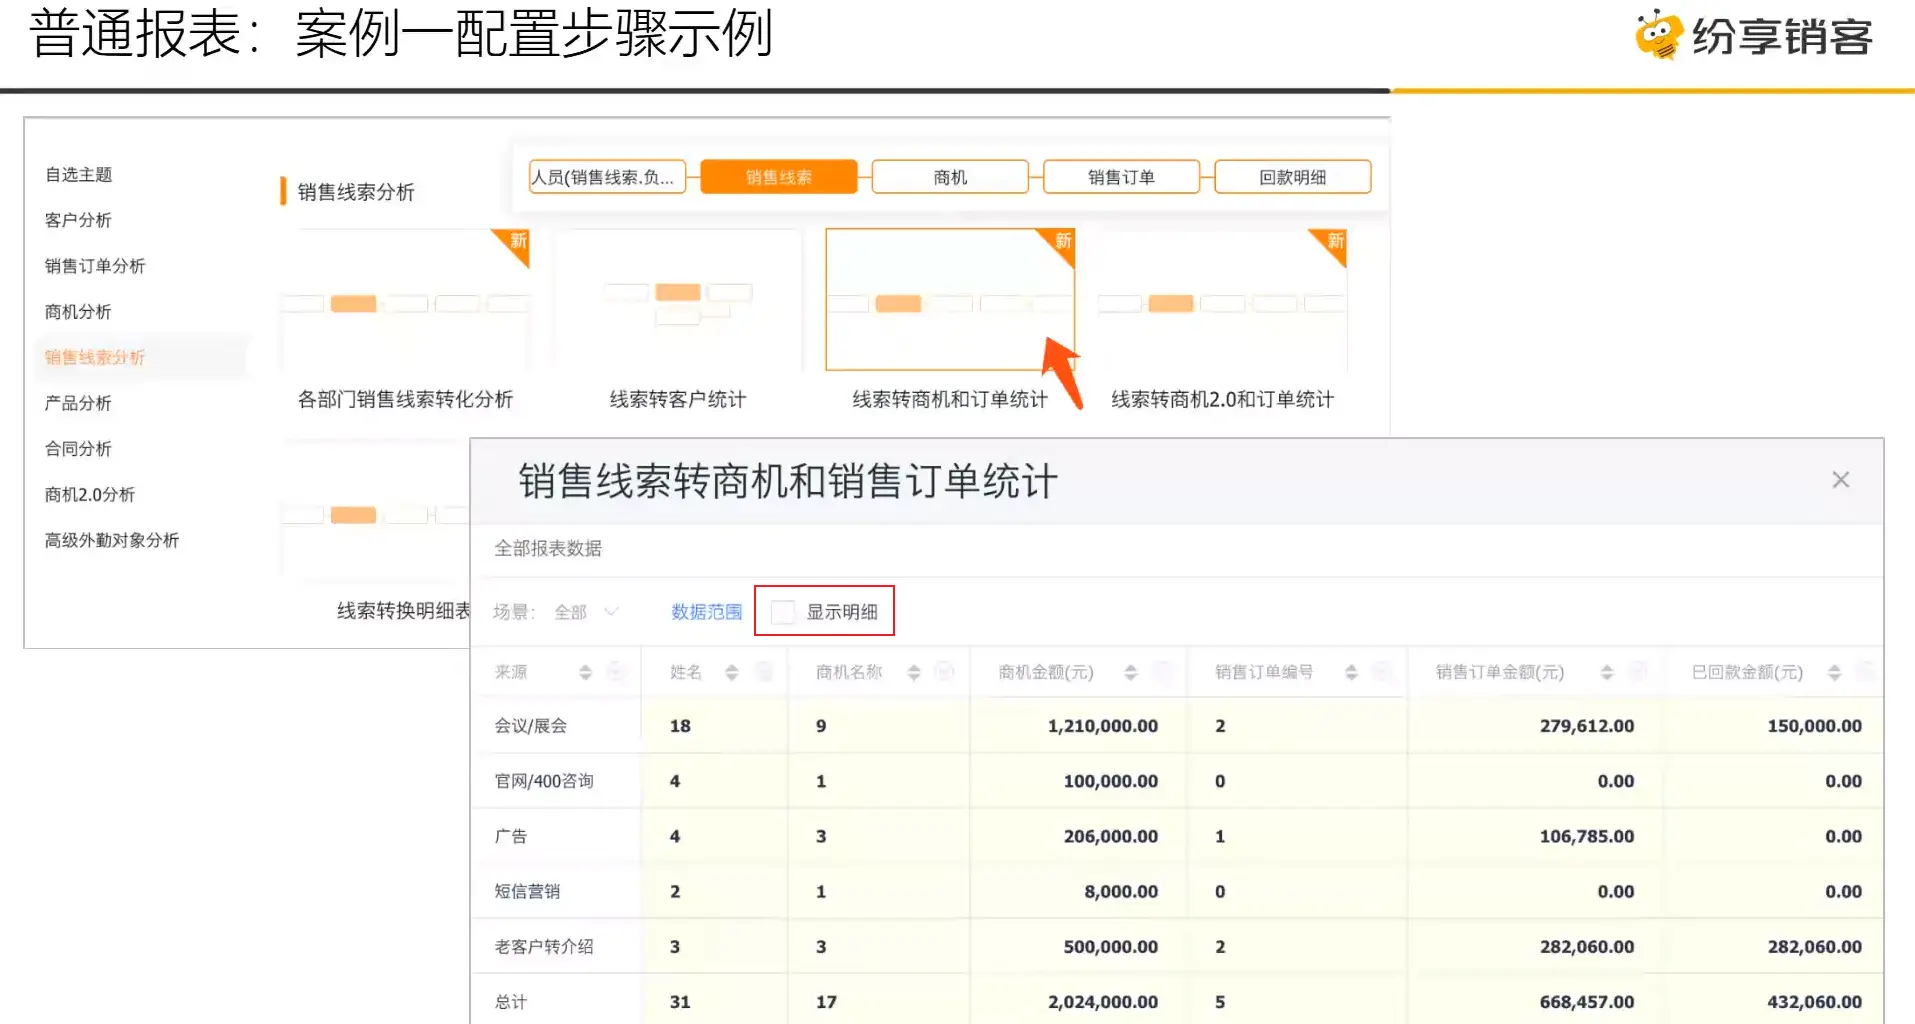 普通报表：案例一配置步骤示例
纷享销客
自选主题
客户分析
销售订单分析
商机分析
销售线索分析
产品分析
合同分析
商机2.0分析
高级外勤对象分析
销售线索分析
人员(销售线索.负... 销售线索 商机 销售订单 回款明细
新 新 新
各部门销售线索转化分析 线索转客户统计 线索转商机和订单统计 线索转商机2.0和订单统计
线索转换明细表
销售线索转商机和销售订单统计
全部报表数据
场景： 全部 数据范围 显示明细
来源 姓名 商机名称 商机金额(元) 销售订单编号 销售订单金额(元) 已回款金额(元)
会议/展会 18 9 1,210,000.00 2 279,612.00 150,000.00
官网/400咨询 4 1 100,000.00 0 0.00 0.00
广告 4 3 206,000.00 1 106,785.00 0.00
短信营销 2 1 8,000.00 0 0.00 0.00
老客户转介绍 3 3 500,000.00 2 282,060.00 282,060.00
总计 31 17 2,024,000.00 5 668,457.00 432,060.00